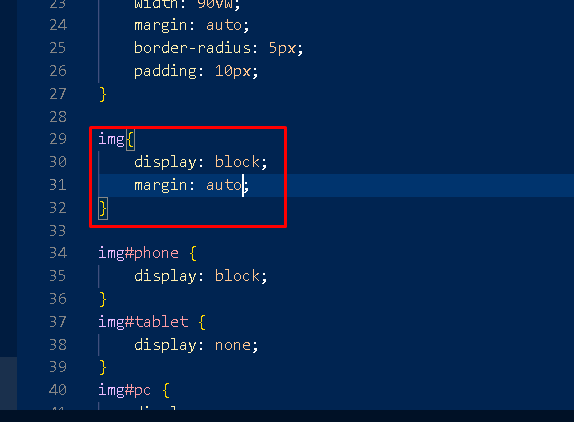 23 width: 90vw;
24 margin: auto;
25 border-radius: 5px;
26 padding: 10px;
27 }
28
29 img{
30 display: block;
31 margin: auto;
32 }
33
34 img#phone {
35 display: block;
36 }
37 img#tablet {
38 display: none;
39 }
40 img#pc {